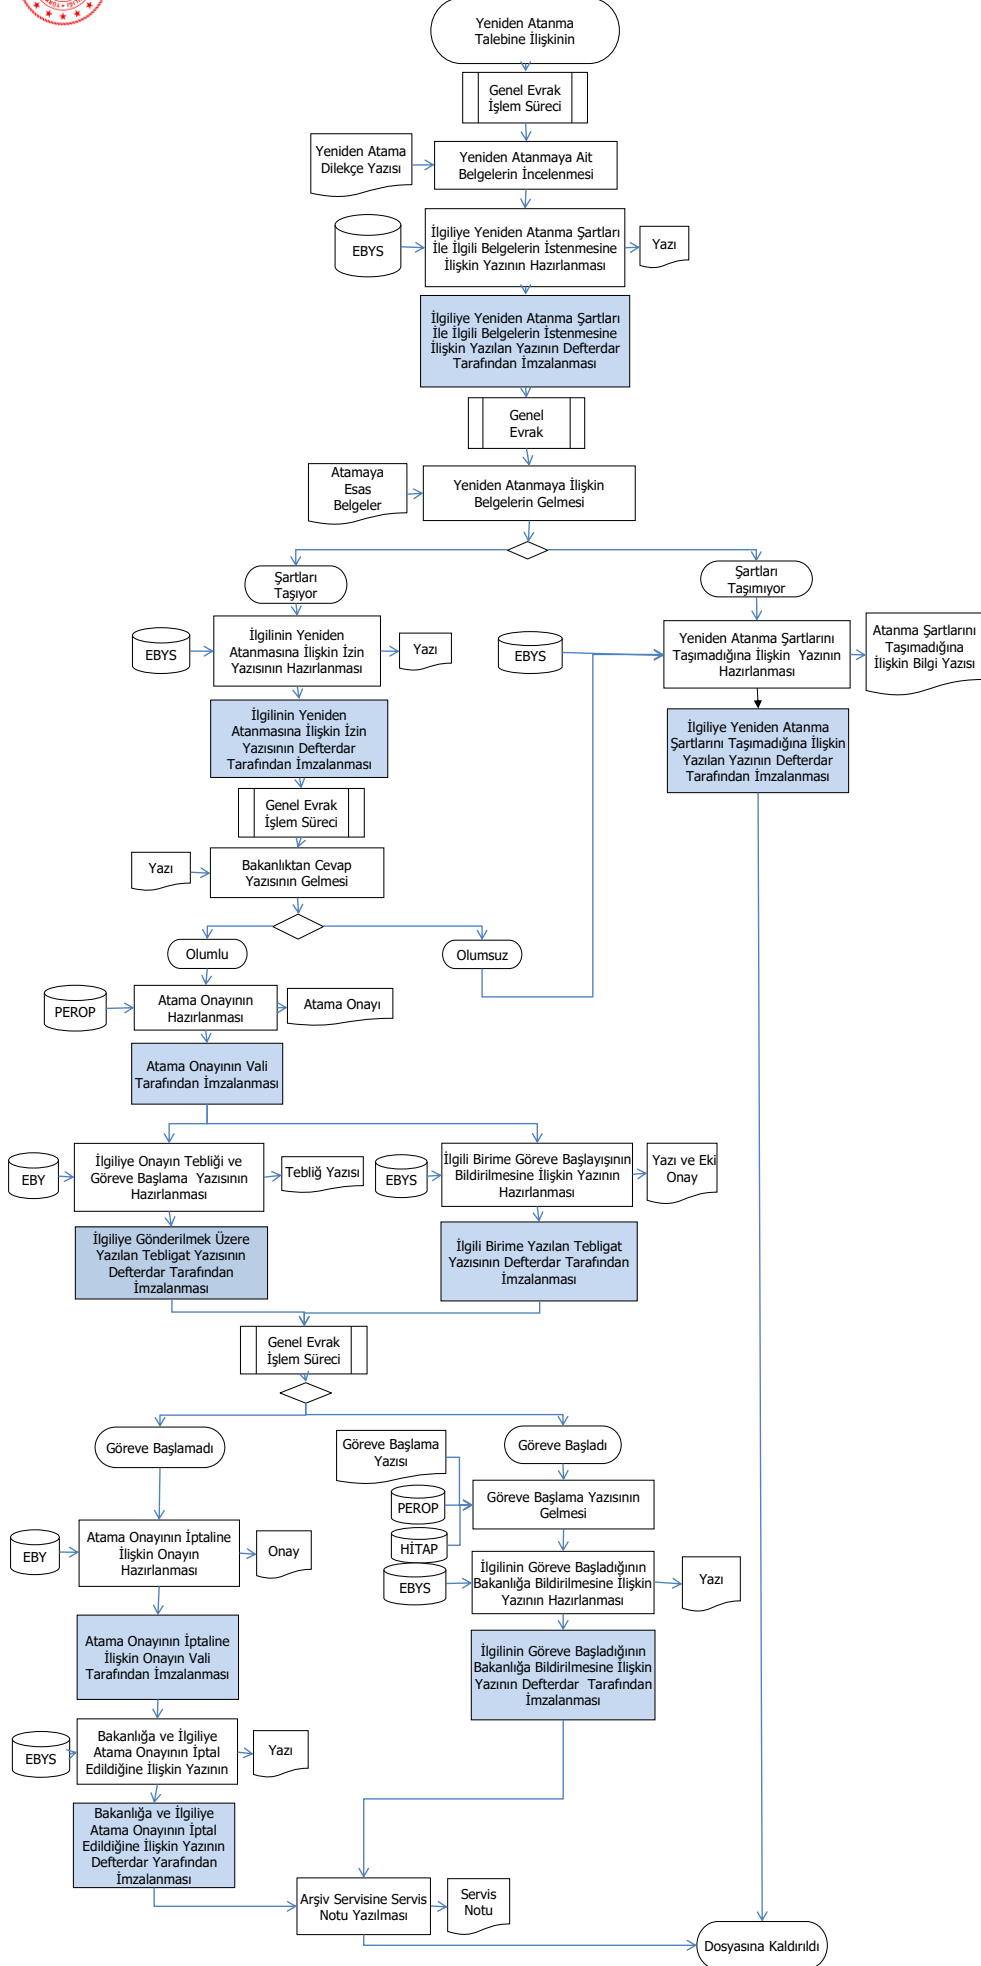 Yeniden Atanma
Talebine İlişkinin
Genel Evrak
İşlem Süreci
Yeniden Atama
Dilekçe Yazısı
Yeniden Atanmaya Ait
Belgelerin İncelenmesi
EBYS
İlgiliye Yeniden Atanma Şartları
İle İlgili Belgelerin İstenmesine
İlişkin Yazının Hazırlanması
Yazı
İlgiliye Yeniden Atanma Şartları
İle İlgili Belgelerin İstenmesine
İlişkin Yazılan Yazının Defterdar
Tarafından İmzalanması
Genel
Evrak
Atamaya
Esas
Belgeler
Yeniden Atanmaya İlişkin
Belgelerin Gelmesi
Şartları
Taşıyor
Şartları
Taşımıyor
EBYS
İlgilinin Yeniden
Atanmasına İlişkin İzin
Yazısının Hazırlanması
Yazı
EBYS
Yeniden Atanma Şartlarını
Taşımadığına İlişkin  Yazının
Hazırlanması
Atanma Şartlarını
Taşımadığına
İlişkin Bilgi Yazısı
İlgilinin Yeniden
Atanmasına İlişkin İzin
Yazısının Defterdar
Tarafından İmzalanması
İlgiliye Yeniden Atanma
Şartlarını Taşımadığına İlişkin
Yazılan Yazının Defterdar
Tarafından İmzalanması
Genel Evrak
İşlem Süreci
Yazı
Bakanlıktan Cevap
Yazısının Gelmesi
Olumlu
Olumsuz
PEROP
Atama Onayının
Hazırlanması
Atama Onayı
Atama Onayının Vali
Tarafından İmzalanması
EBY
İlgiliye Onayın Tebliği ve
Göreve Başlama  Yazısının
Hazırlanması
Tebliğ Yazısı
EBYS
İlgili Birime Göreve Başlayışının
Bildirilmesine İlişkin Yazının
Hazırlanması
Yazı ve Eki
Onay
İlgiliye Gönderilmek Üzere
Yazılan Tebligat Yazısının
Defterdar Tarafından
İmzalanması
İlgili Birime Yazılan Tebligat
Yazısının Defterdar Tarafından
İmzalanması
Genel Evrak
İşlem Süreci
Göreve Başlamadı
Göreve Başlama
Yazısı
Göreve Başladı
PEROP
HİTAP
Göreve Başlama Yazısının
Gelmesi
EBY
Atama Onayının İptaline
İlişkin Onayın
Hazırlanması
Onay
EBYS
İlgilinin Göreve Başladığının
Bakanlığa Bildirilmesine İlişkin
Yazının Hazırlanması
Yazı
Atama Onayının İptaline
İlişkin Onayın Vali
Tarafından İmzalanması
İlgilinin Göreve Başladığının
Bakanlığa Bildirilmesine İlişkin
Yazının Defterdar  Tarafından
İmzalanması
EBYS
Bakanlığa ve İlgiliye
Atama Onayının İptal
Edildiğine İlişkin Yazının
Yazı
Bakanlığa ve İlgiliye
Atama Onayının İptal
Edildiğine İlişkin Yazının
Defterdar Yarafından
İmzalanması
Arşiv Servisine Servis
Notu Yazılması
Servis
Notu
Dosyasına Kaldırıldı